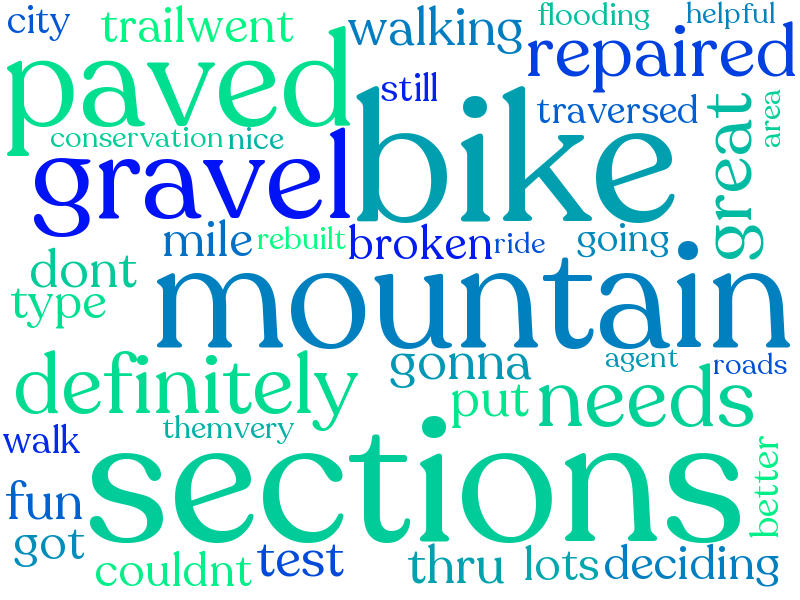 city
trailwent
walking
flooding
helpful
paved
repaired
still
traversed
area
conservation
nice
bike
great
gravel
mile
rebuilt
broken
ride
going
dont
type
mountain
definitely
gonna
agent
roads
put
needs
themvery
walk
sections
better
fun
got
couldnt
test
thru
lots
deciding